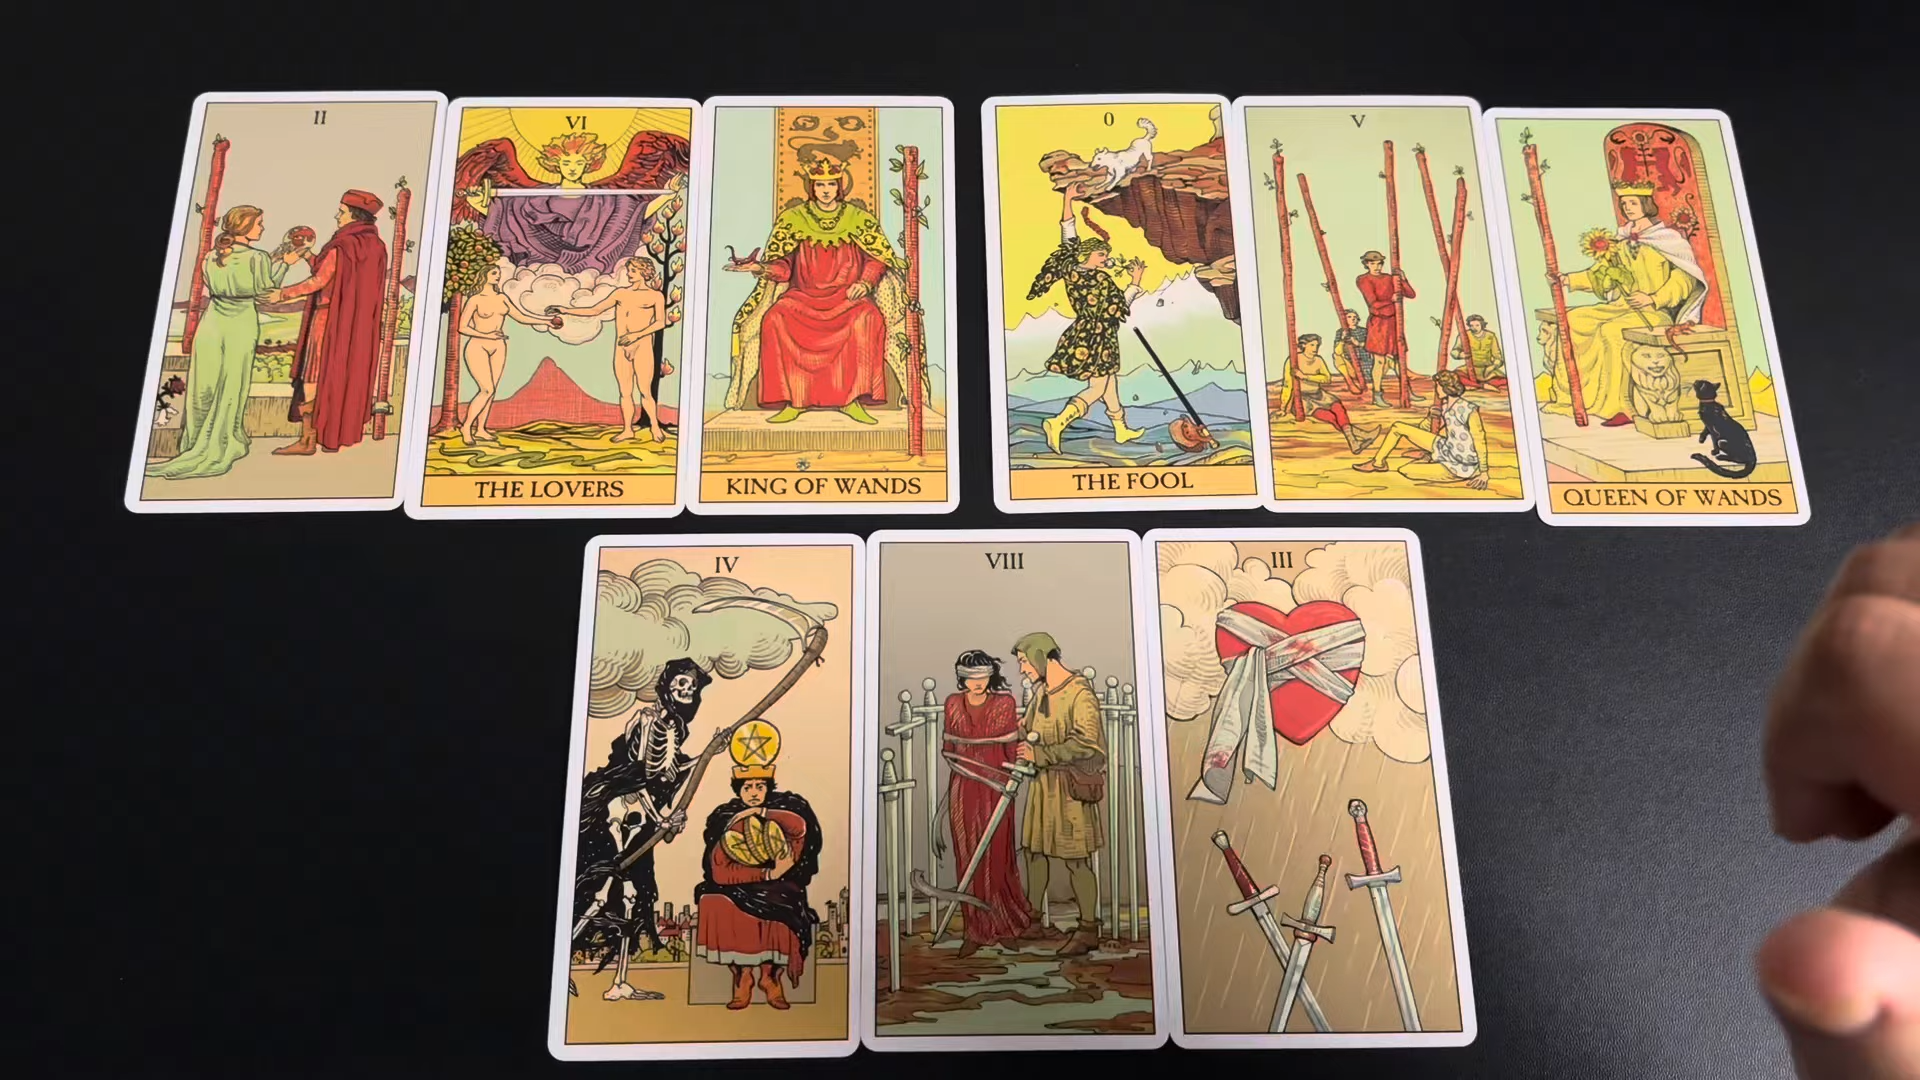 II
VI
THE LOVERS
KING OF WANDS
0
THE FOOL
V
QUEEN OF WANDS
IV
VIII
III